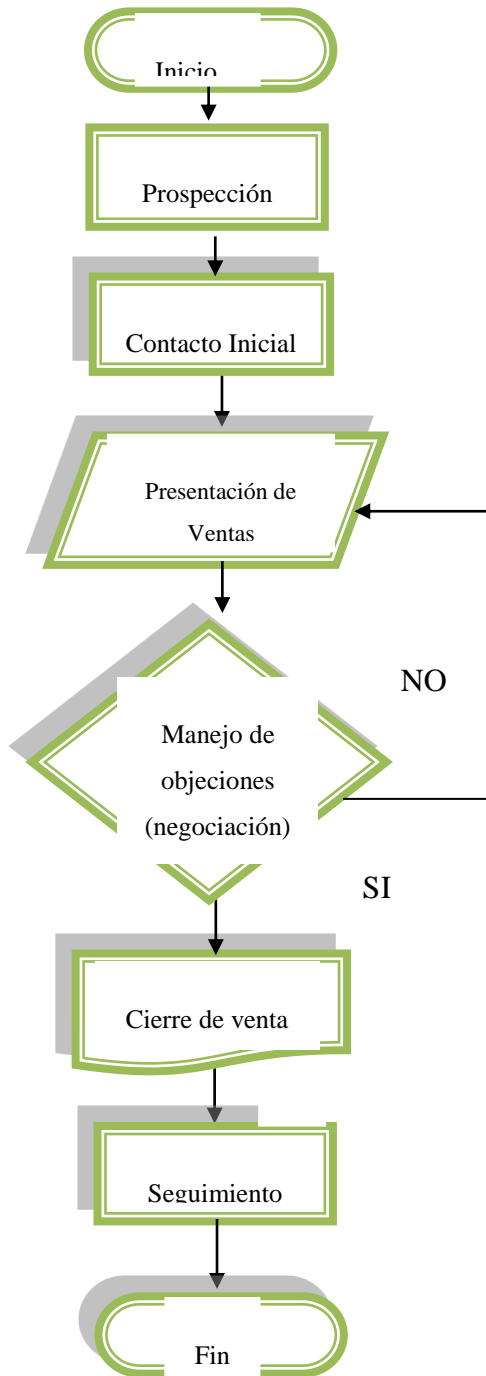 Inicio
Prospección
Contacto Inicial
Presentación de
Ventas
NO
Manejo de
objeciones
(negociación)
SI
Cierre de venta
Seguimiento
Fin